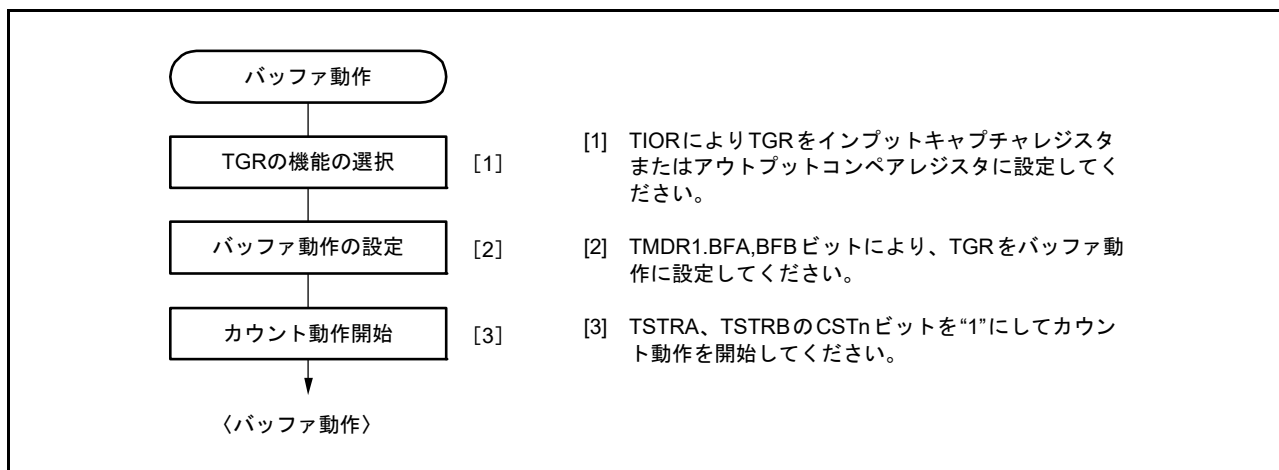 バッファ動作
TGRの機能の選択 [1]
バッファ動作の設定 [2]
カウント動作開始 [3]
〈バッファ動作〉
[1] TIORによりTGRをインプットキャプチャレジスタ
またはアウトプットコンペアレジスタに設定してく
ださい。
[2] TMDR1.BFA,BFBビットにより、TGRをバッファ動
作に設定してください。
[3] TSTRA、TSTRBのCSTnビットを“1”にしてカウン
ト動作を開始してください。